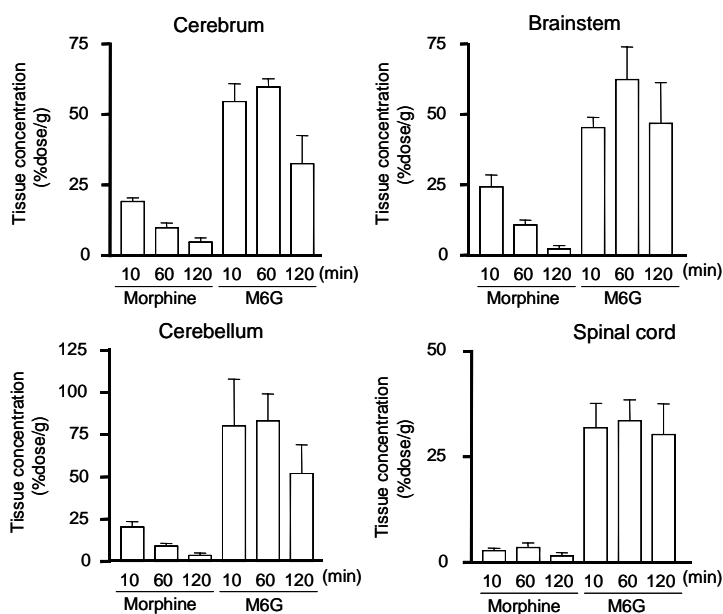 Cerebrum
Tissue concentration
(%dose/g)
75
50
25
0
10 60 120 10 60 120 (min)
Morphine M6G
Brainstem
Tissue concentration
(%dose/g)
75
50
25
0
10 60 120 10 60 120 (min)
Morphine M6G
Cerebellum
Tissue concentration
(%dose/g)
125
100
75
50
25
0
10 60 120 10 60 120 (min)
Morphine M6G
Spinal cord
Tissue concentration
(%dose/g)
50
25
0
10 60 120 10 60 120 (min)
Morphine M6G